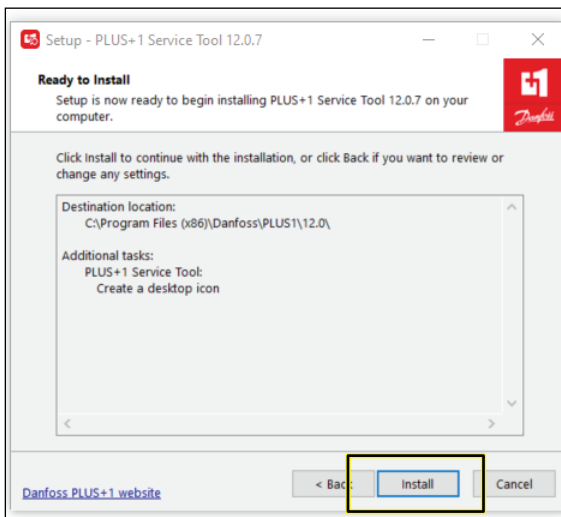 Setup - PLUS+1 Service Tool 12.0.7
Ready to Install
Setup is now ready to begin installing PLUS+1 Service Tool 12.0.7 on your
computer.
Danfoss
Click Install to continue with the installation, or click Back if you want to review or
change any settings.
Destination location:
C:\Program Files (x86)\Danfoss\PLUS1\12.0\
Additional tasks:
PLUS+1 Service Tool:
Create a desktop icon
Danfoss PLUS+1 website
< Back
Install
Cancel